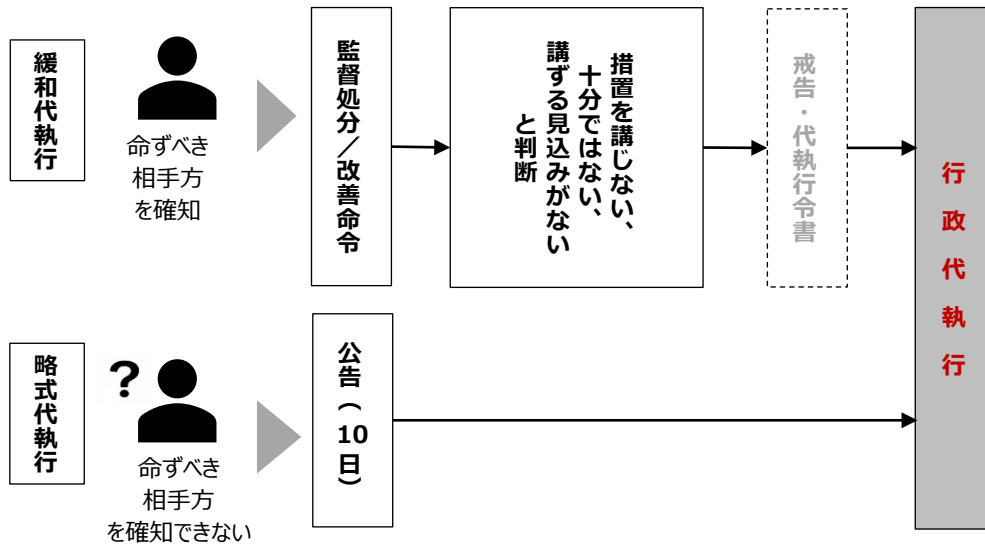 緩和代執行
命ずべき
相手方
を確知
監督処分/改善命令
措置を講じない、
十分ではない、
講ずる見込みがない
と判断
戒告・代執行令書
行政代執行
略式代執行
?
命ずべき
相手方
を確知できない
公告(10日)